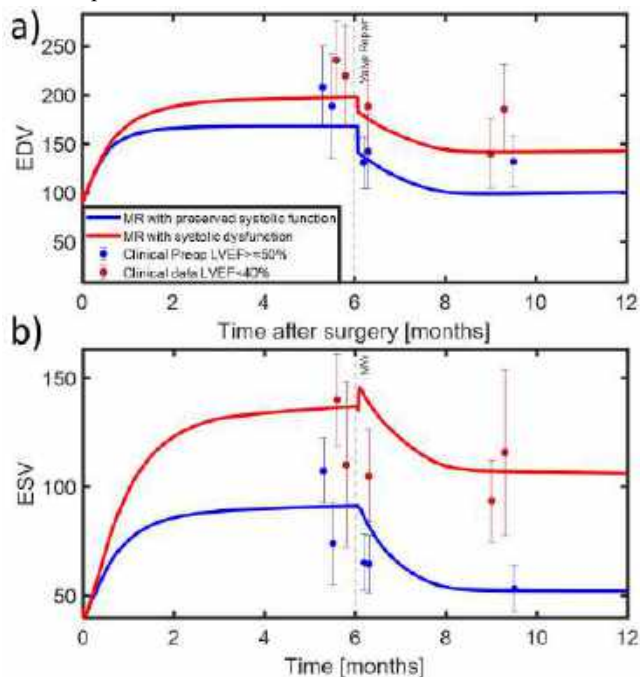 a)
250
200
150
100
50
EDV
Valve Repair
MR with preserved systolic function
MR with systolic dysfunction
Clinical Preop LVEF>=50%
Clinical data LVEF<40%
0 2 4 6 8 10 12
Time after surgery [months]
b)
150
100
50
ESV
0 2 4 6 8 10 12
Time [months]